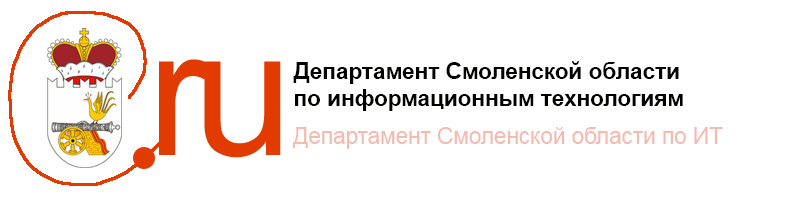 .ru
Департамент Смоленской области
по информационным технологиям
Департамент Смоленской области по ИТ